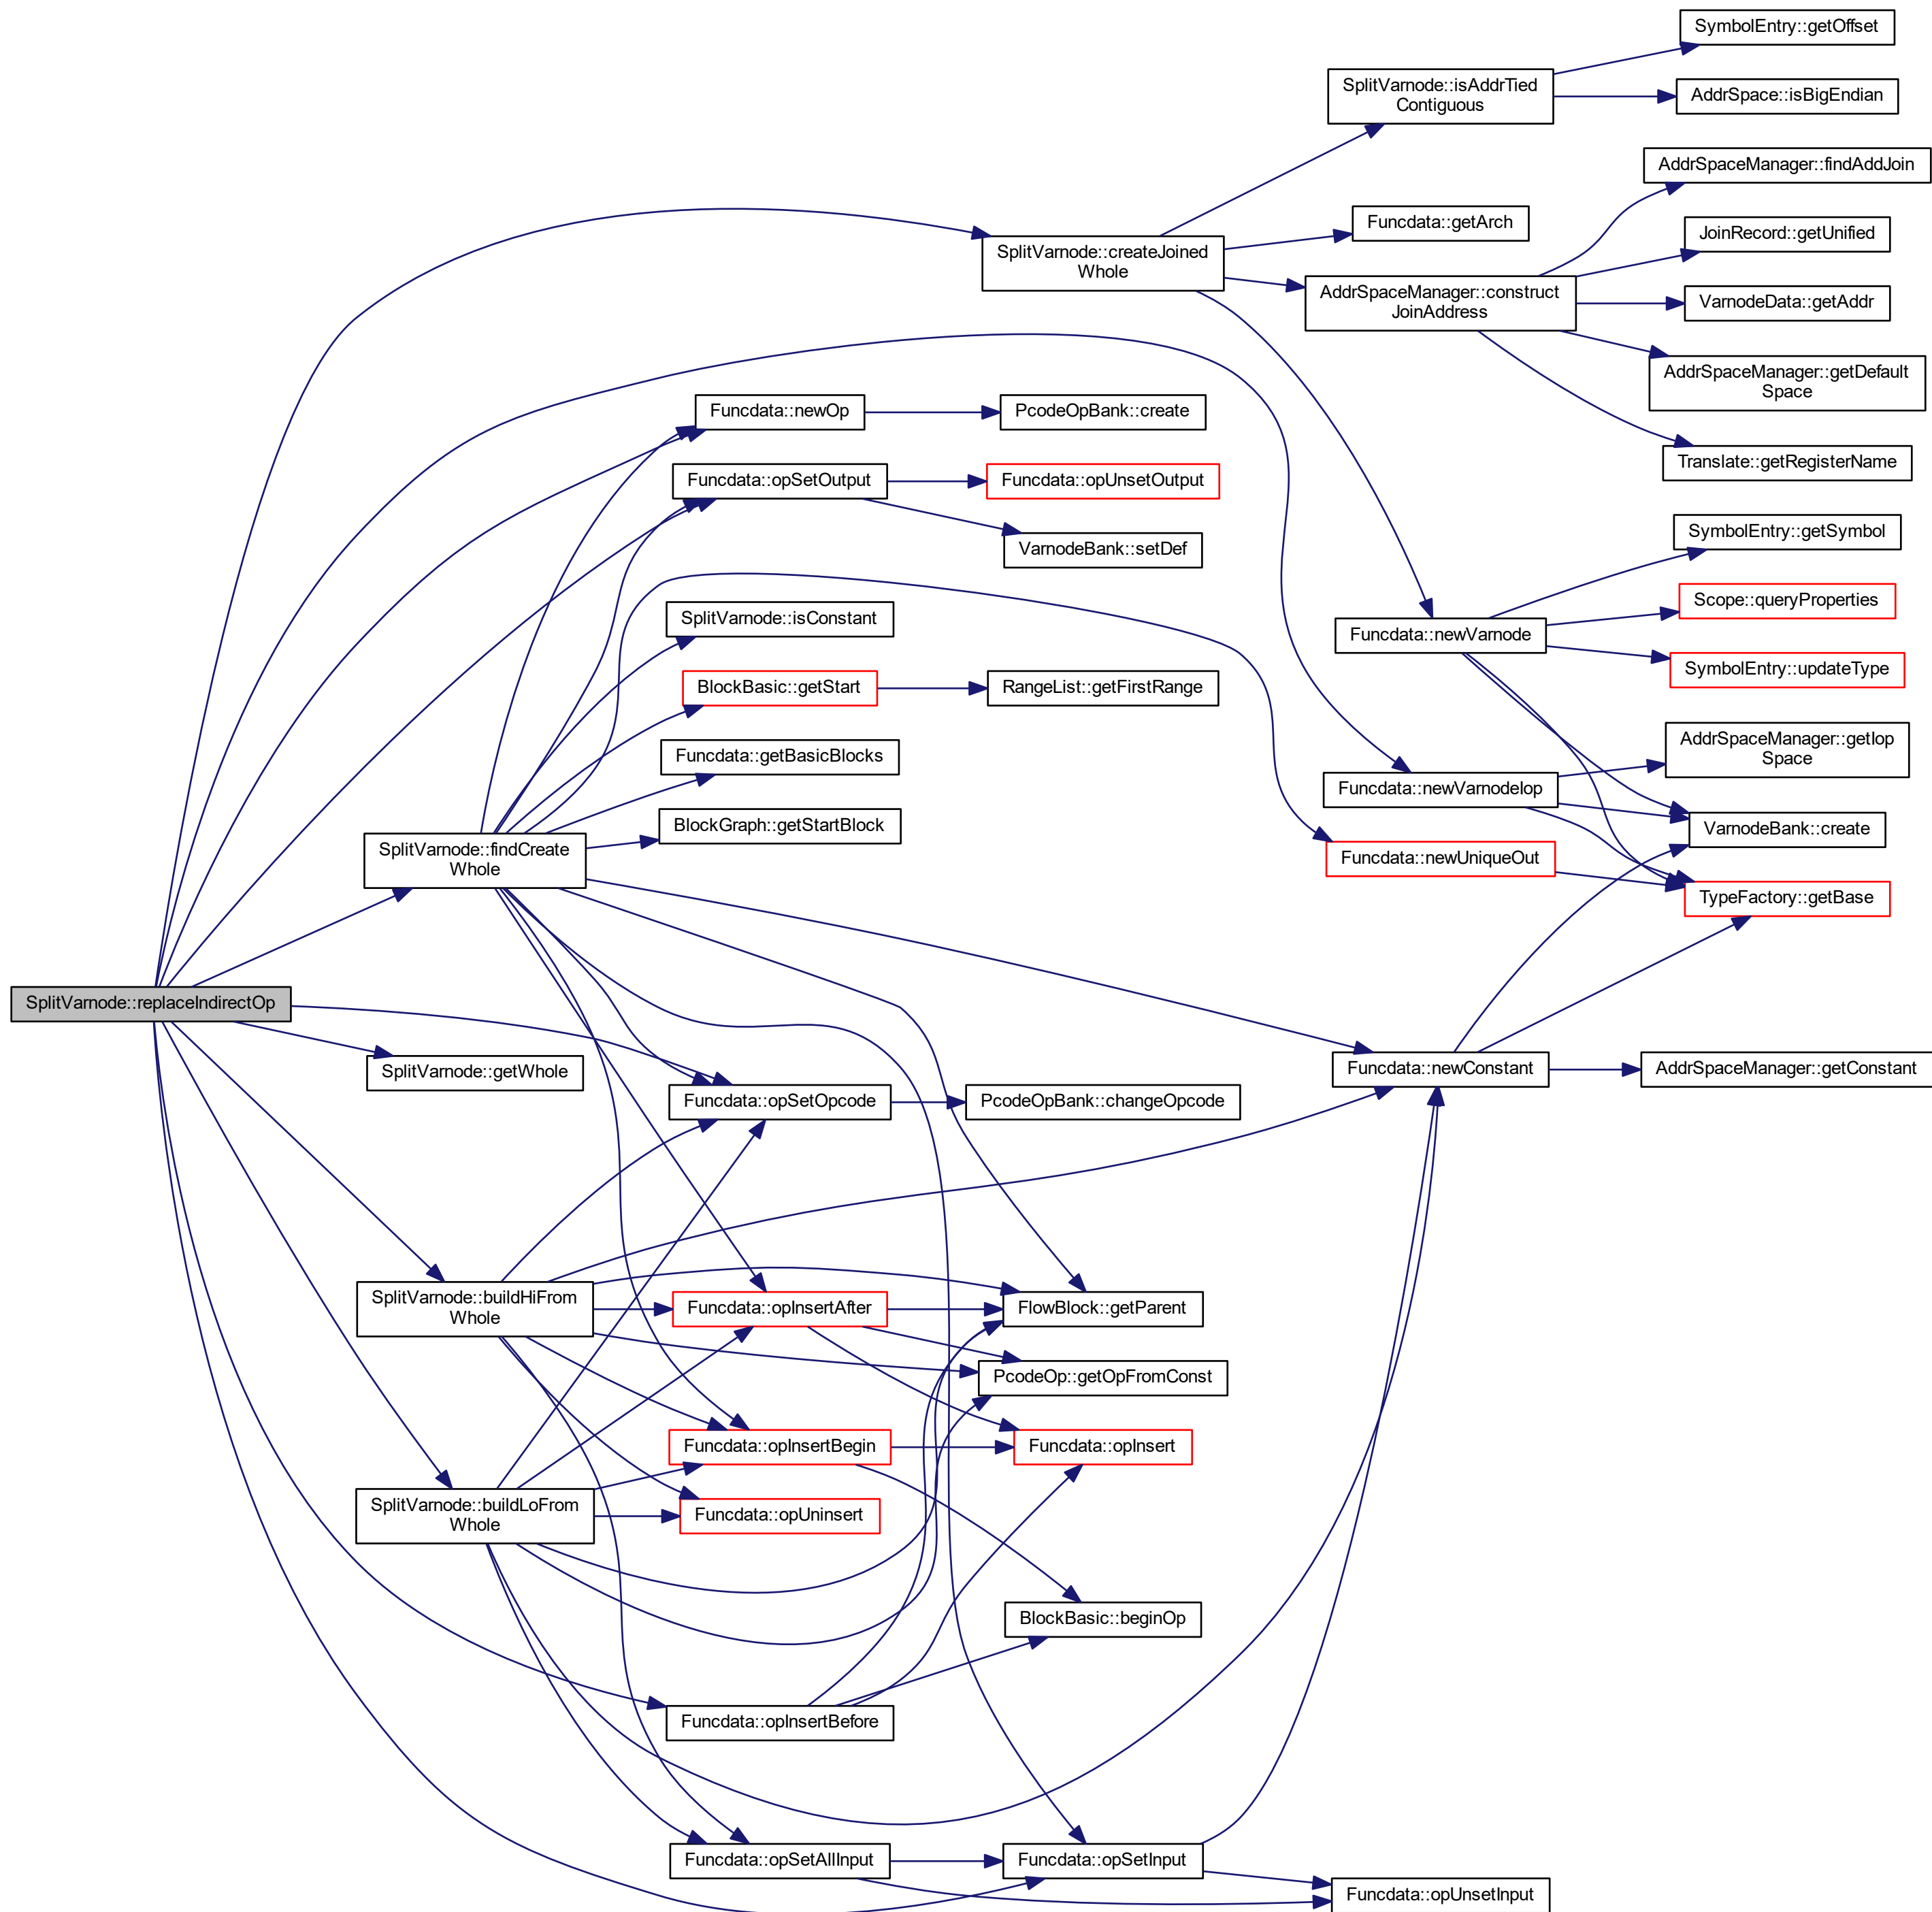 SymbolEntry::getOffset
SplitVarnode::isAddrTied
Contiguous
AddrSpace::isBigEndian
AddrSpaceManager::findAddJoin
Funcdata::getArch
JoinRecord::getUnified
SplitVarnode::createJoined
Whole
AddrSpaceManager::construct
JoinAddress
VarnodeData::getAddr
AddrSpaceManager::getDefault
Space
Funcdata::newOp
PcodeOpBank::create
Translate::getRegisterName
Funcdata::opSetOutput
Funcdata::opUnsetOutput
SymbolEntry::getSymbol
VarnodeBank::setDef
Scope::queryProperties
SplitVarnode::isConstant
Funcdata::newVarnode
SymbolEntry::updateType
BlockBasic::getStart
RangeList::getFirstRange
Funcdata::getBasicBlocks
AddrSpaceManager::getIop
Space
Funcdata::newVarnodeIop
BlockGraph::getStartBlock
VarnodeBank::create
SplitVarnode::findCreate
Whole
Funcdata::newUniqueOut
TypeFactory::getBase
SplitVarnode::replaceIndirectOp
SplitVarnode::getWhole
Funcdata::newConstant
AddrSpaceManager::getConstant
Funcdata::opSetOpcode
PcodeOpBank::changeOpcode
SplitVarnode::buildHiFrom
Whole
Funcdata::opInsertAfter
FlowBlock::getParent
PcodeOp::getOpFromConst
Funcdata::opInsertBegin
Funcdata::opInsert
SplitVarnode::buildLoFrom
Whole
Funcdata::opUninsert
BlockBasic::beginOp
Funcdata::opInsertBefore
Funcdata::opSetAllInput
Funcdata::opSetInput
Funcdata::opUnsetInput